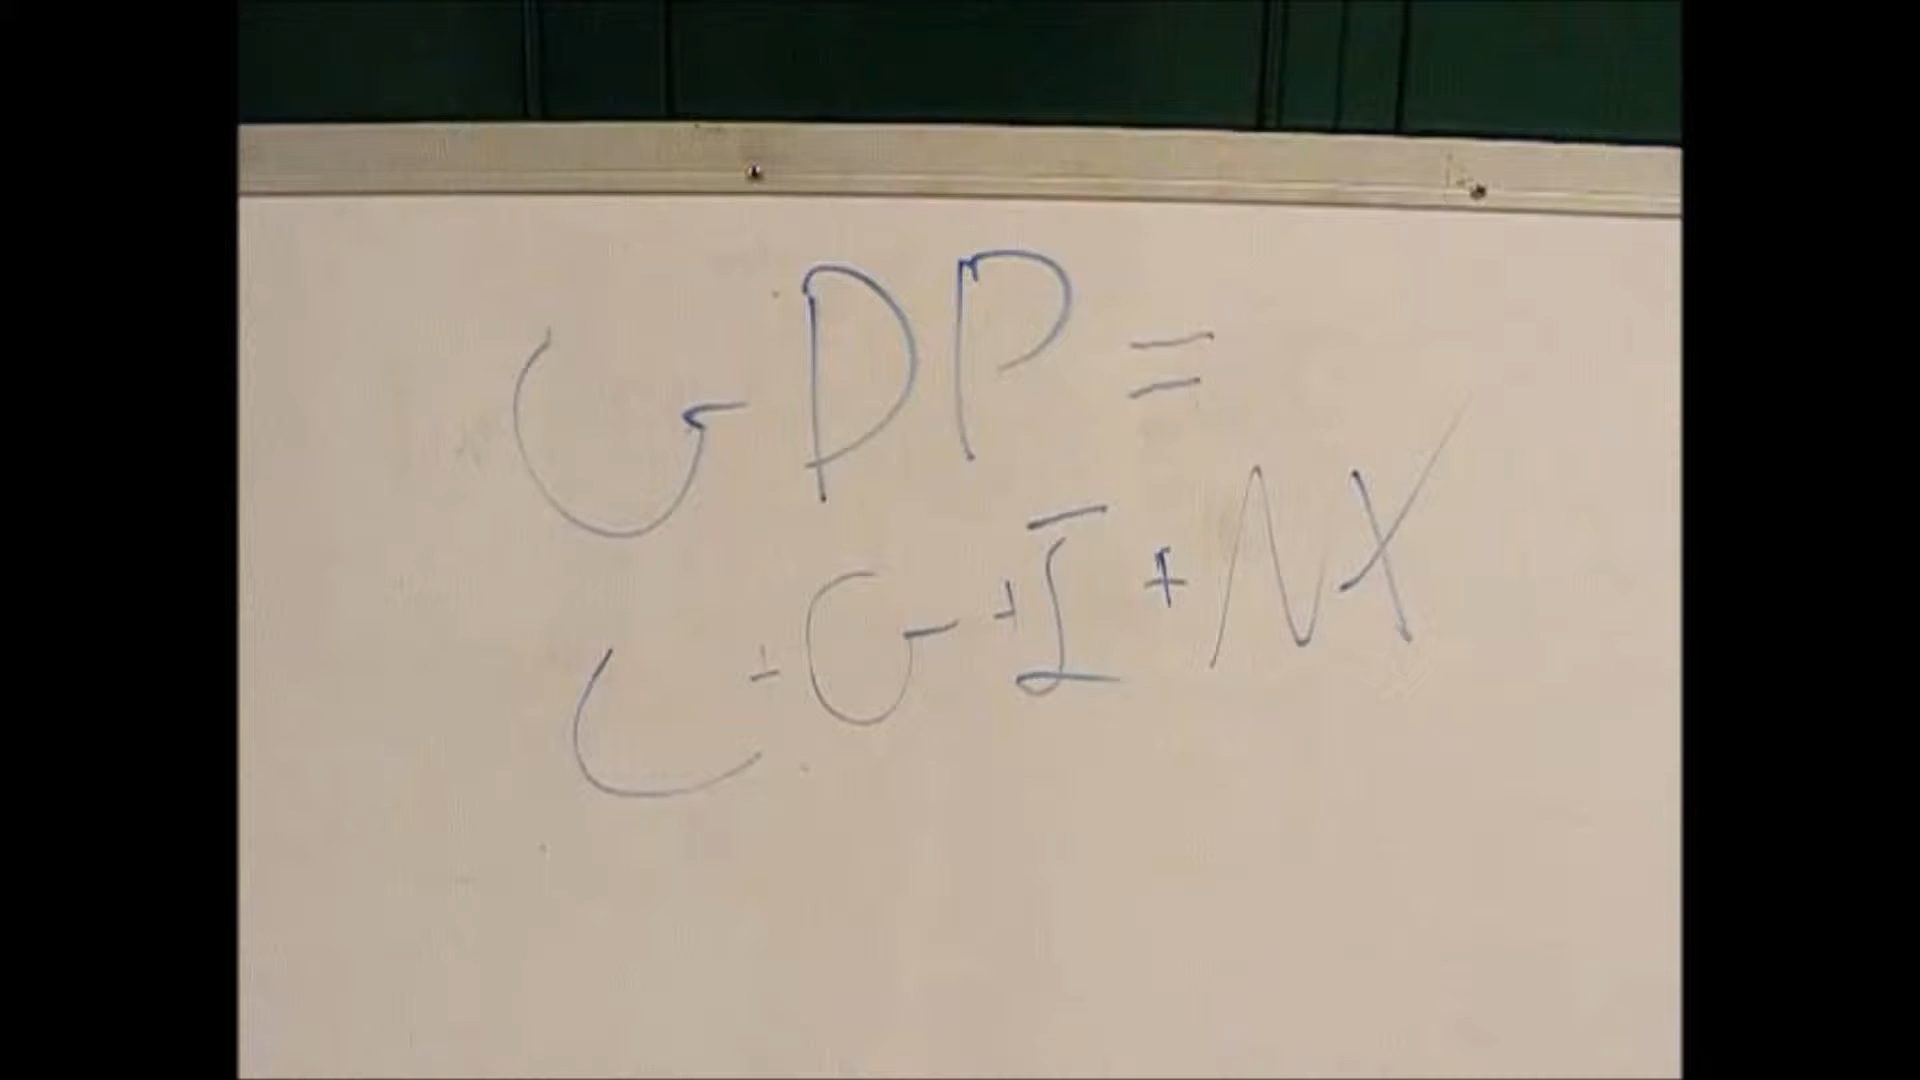 GDP =
C + G + I + NX